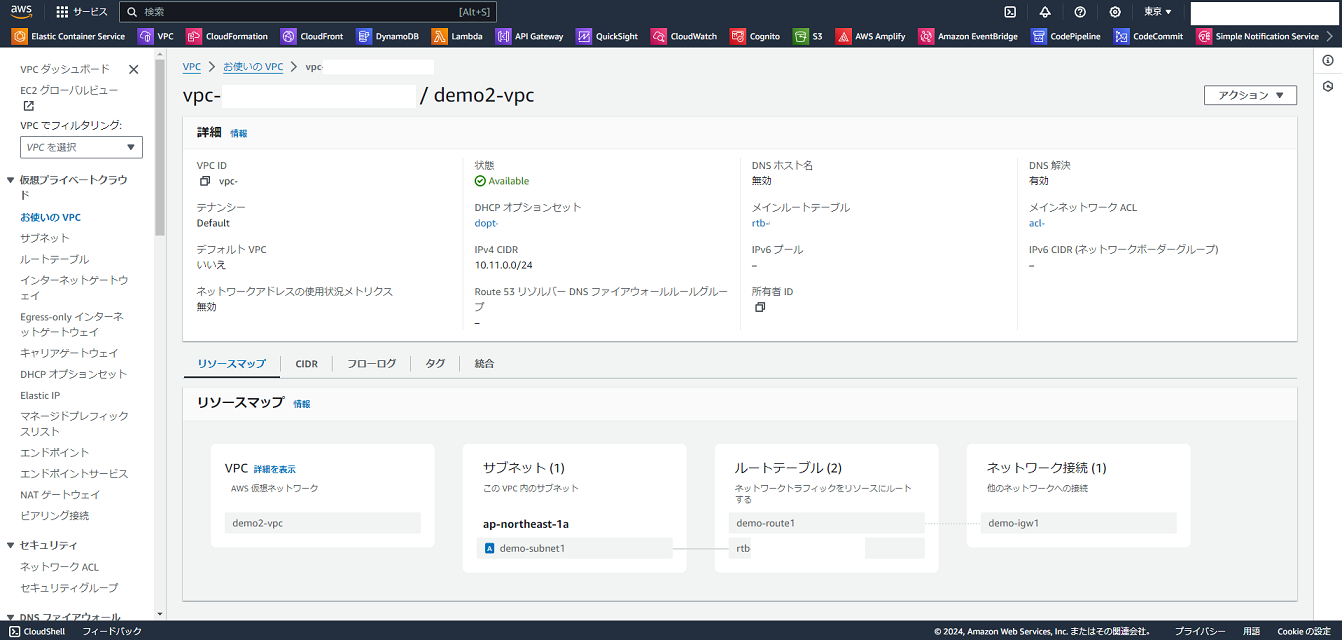 aws
サービス
検索
[Alt+S]
東京 ▼
Elastic Container Service
VPC
CloudFormation
CloudFront
DynamoDB
Lambda
API Gateway
QuickSight
CloudWatch
Cognito
S3
AWS Amplify
Amazon EventBridge
CodePipeline
CodeCommit
Simple Notification Service
VPC ダッシュボード
EC2 グローバルビュー
VPC でフィルタリング:
VPC を選択
仮想プライベートクラウ
ド
お使いの VPC
サブネット
ルートテーブル
インターネットゲートウ
ェイ
Egress-only インターネ
ットゲートウェイ
キャリアゲートウェイ
DHCP オプションセット
Elastic IP
マネージドプレフィック
スリスト
エンドポイント
エンドポイントサービス
NAT ゲートウェイ
ピアリング接続
セキュリティ
ネットワーク ACL
セキュリティグループ
DNS ファイアウォール
VPC > お使いの VPC > vpc-
vpc- / demo2-vpc
アクション ▼
詳細 情報
VPC ID
vpc-
状態
Available
DNS ホスト名
無効
DNS 解決
有効
テナンシー
Default
DHCP オプションセット
dopt-
メインルートテーブル
rtb-
メインネットワーク ACL
acl-
デフォルト VPC
いいえ
IPv4 CIDR
10.11.0.0/24
IPv6 プール
–
IPv6 CIDR (ネットワークボーダーグループ)
–
ネットワークアドレスの使用状況メトリクス
無効
Route 53 リゾルバー DNS ファイアウォールルールグルー
プ
–
所有者 ID
リソースマップ
CIDR
フローログ
タグ
統合
リソースマップ 情報
VPC 詳細を表示
AWS 仮想ネットワーク
demo2-vpc
サブネット (1)
この VPC 内のサブネット
ap-northeast-1a
A demo-subnet1
ルートテーブル (2)
ネットワークトラフィックをリソースにルート
する
demo-route1
rtb
ネットワーク接続 (1)
他のネットワークへの接続
demo-igw1
CloudShell
フィードバック
© 2024, Amazon Web Services, Inc. またはその関連会社。
プライバシー
用語
Cookie の設定